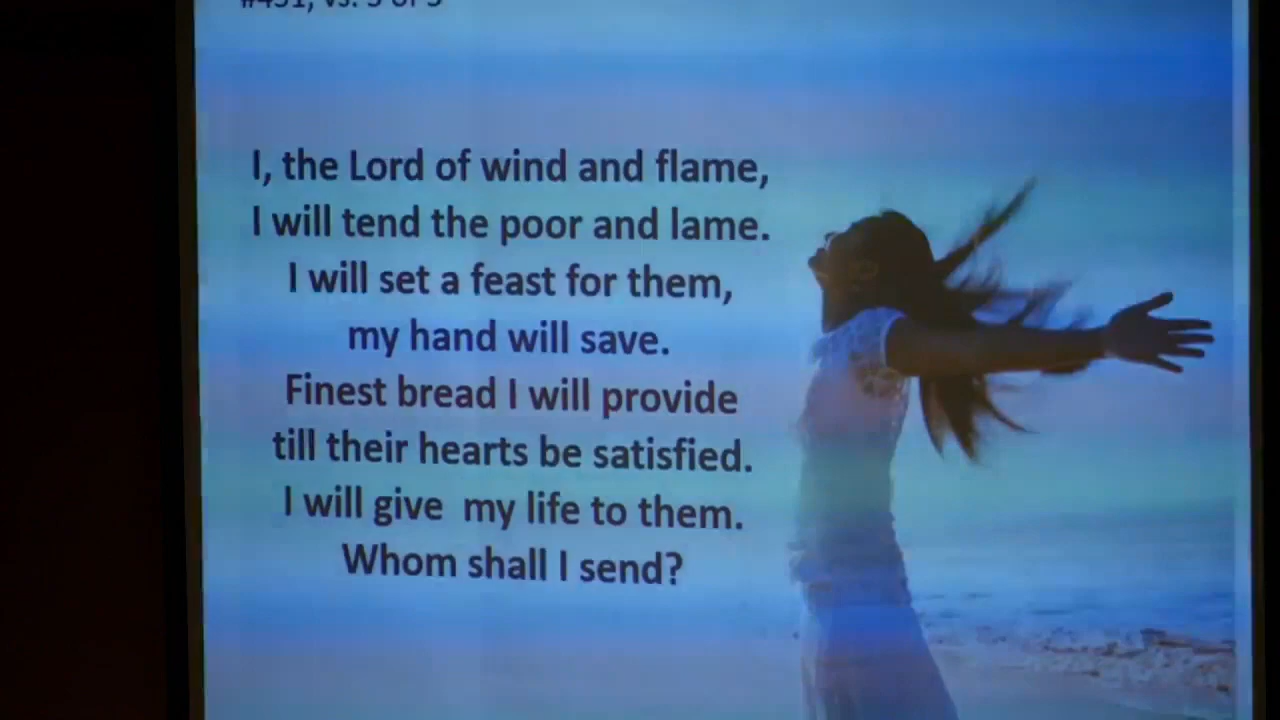 I, the Lord of wind and flame,
I will tend the poor and lame.
I will set a feast for them,
my hand will save.
Finest bread I will provide
till their hearts be satisfied.
I will give  my life to them.
Whom shall I send?